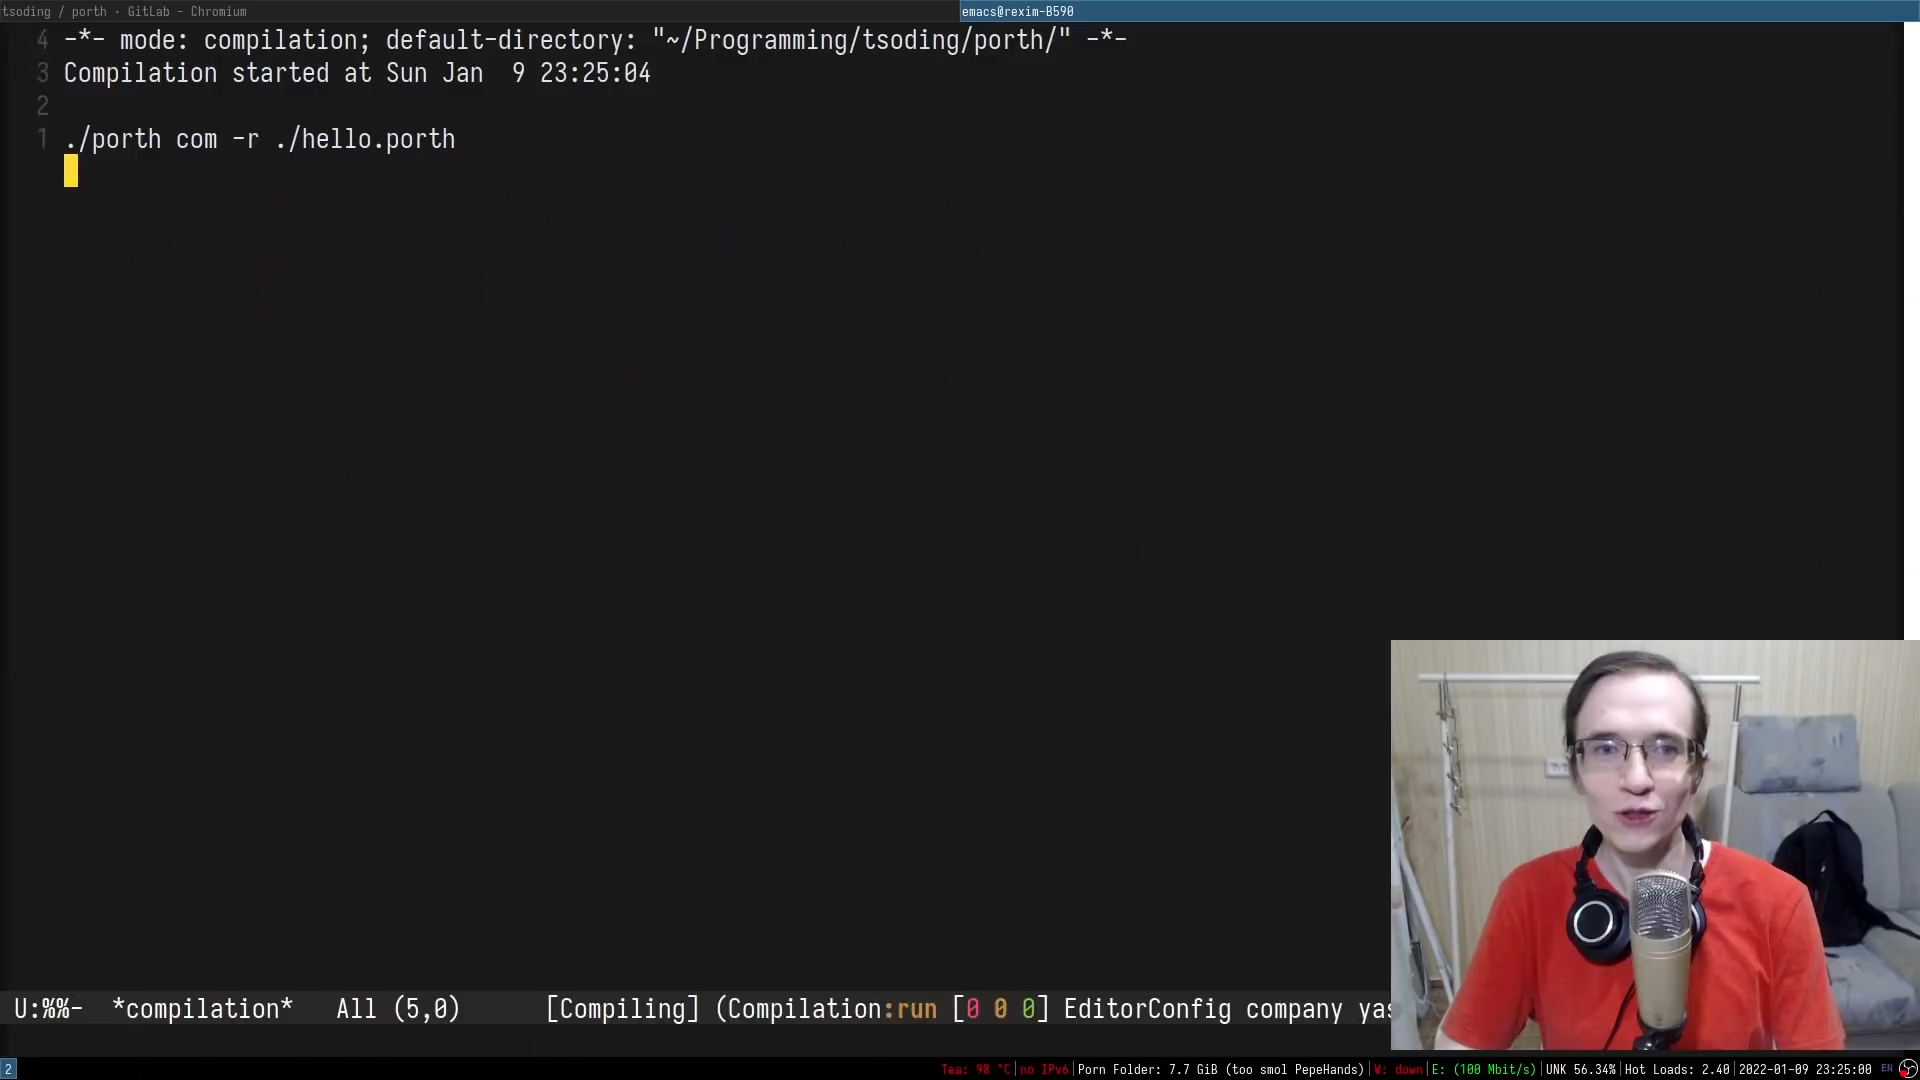 tsoding / porth · GitLab - Chromium
emacs@rexim-B590
4 -*- mode: compilation; default-directory: "~/Programming/tsoding/porth/" -*-
3 Compilation started at Sun Jan  9 23:25:04
2
1 ./porth com -r ./hello.porth
U:%%-  *compilation*   All (5,0)      [Compiling] (Compilation:run [0 0 0] EditorConfig company yas
2
Tea: 98 °C|no IPv6|Porn Folder: 7.7 GiB (too smol PepeHands)|W: down|E: (100 Mbit/s)|UNK 56.34%|Hot Loads: 2.40|2022-01-09 23:25:00 EN